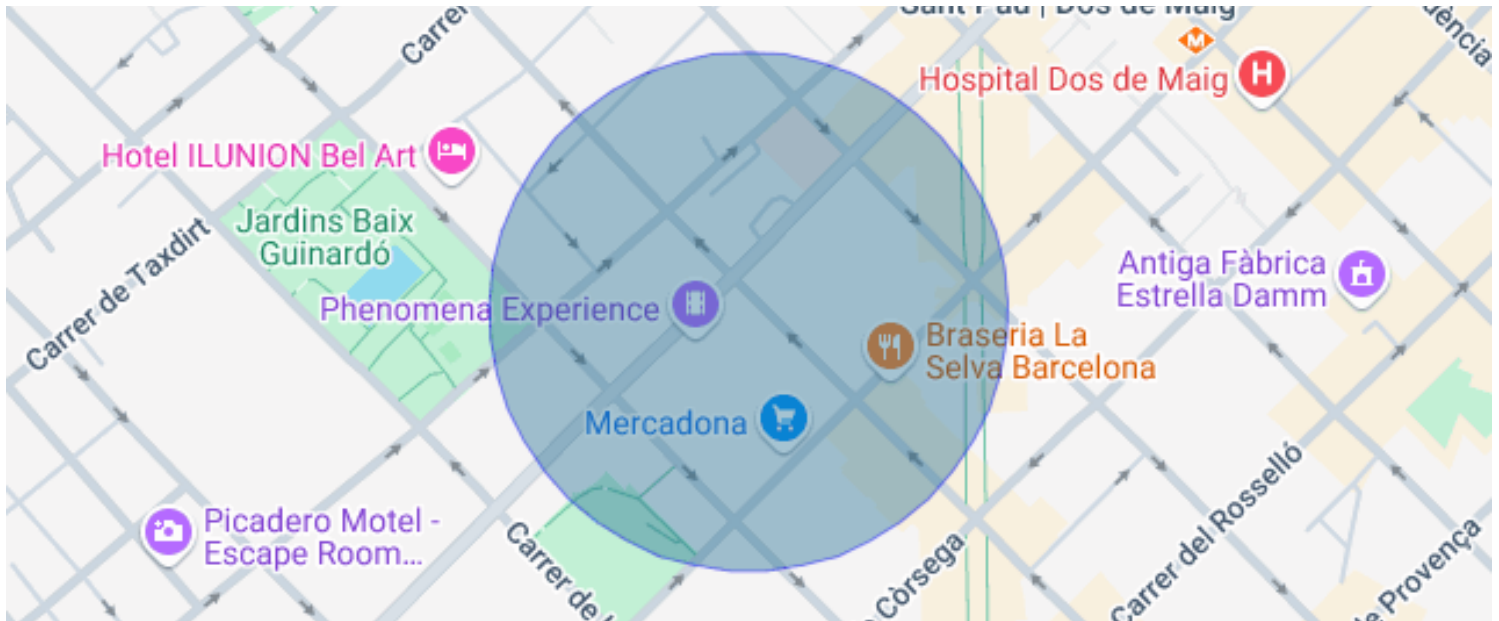 Sant Pau | Dos de Maig
Carrer
Hospital Dos de Maig
H
Hotel ILUNION Bel Art
Jardins Baix
Guinardó
Carrer de Taxdirt
Phenomena Experience
Antiga Fàbrica
Estrella Damm
Braseria La
Selva Barcelona
Mercadona
Picadero Motel -
Escape Room...
Carrer de
Còrsega
Carrer del Rosselló
de Provença